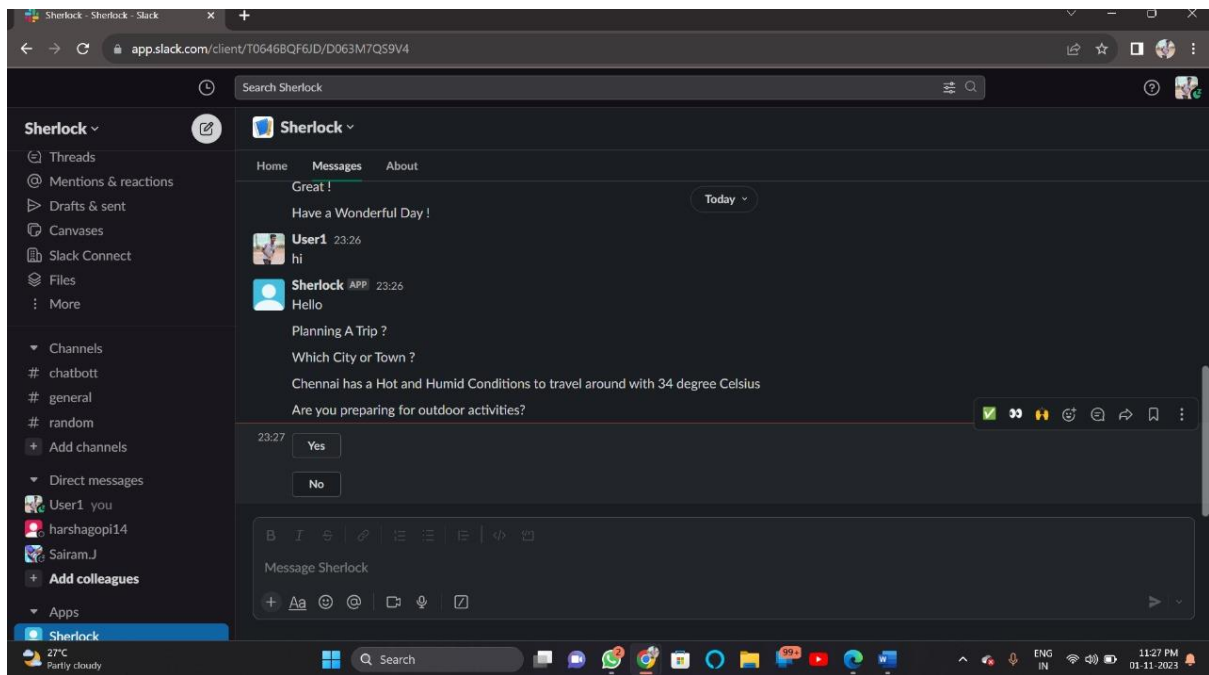 Sherlock - Sherlock - Slack
app.slack.com/client/T0646BQF6JD/D063M7QS9V4
Search Sherlock
Sherlock
Threads
Mentions & reactions
Drafts & sent
Canvases
Slack Connect
Files
More
Channels
# chatbott
# general
# random
+ Add channels
Direct messages
User1 you
harshagopi14
Sairam.J
+ Add colleagues
Apps
Sherlock
Sherlock
Home Messages About
Today
Great !
Have a Wonderful Day !
User1 23:26
hi
Sherlock APP 23:26
Hello
Planning A Trip ?
Which City or Town ?
Chennai has a Hot and Humid Conditions to travel around with 34 degree Celsius
Are you preparing for outdoor activities?
23:27 Yes
No
B I S
Message Sherlock
+ Aa @
27°C
Partly cloudy
Search
2
99+
ENG
IN
11:27 PM
01-11-2023